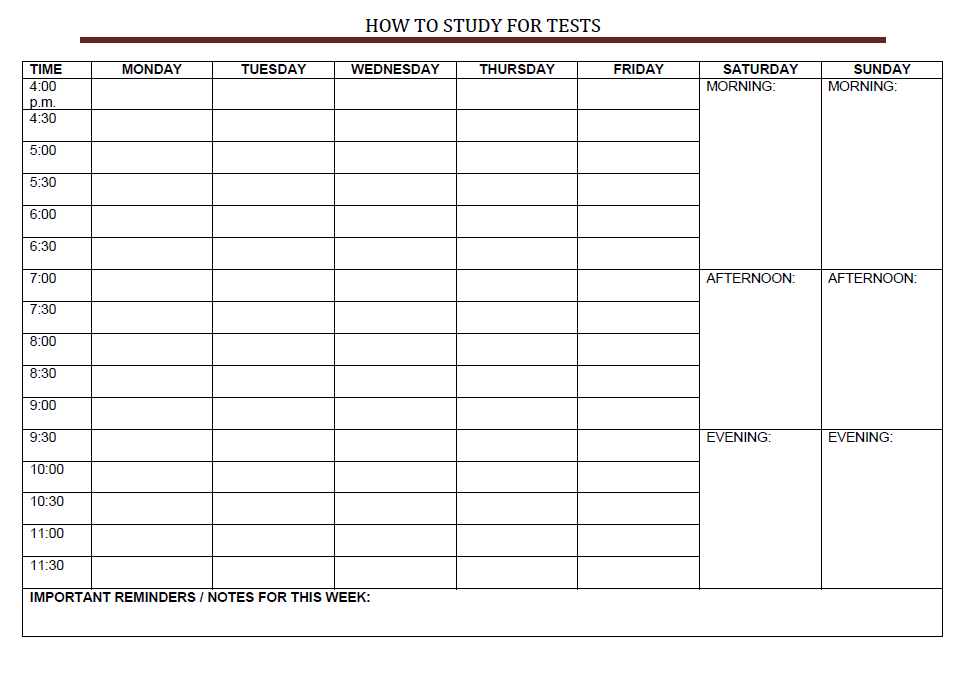 HOW TO STUDY FOR TESTS
TIME MONDAY TUESDAY WEDNESDAY THURSDAY FRIDAY SATURDAY SUNDAY
4:00 MORNING: MORNING:
p.m.
4:30
5:00
5:30
6:00
6:30
7:00 AFTERNOON: AFTERNOON:
7:30
8:00
8:30
9:00
9:30 EVENING: EVENING:
10:00
10:30
11:00
11:30
IMPORTANT REMINDERS / NOTES FOR THIS WEEK: